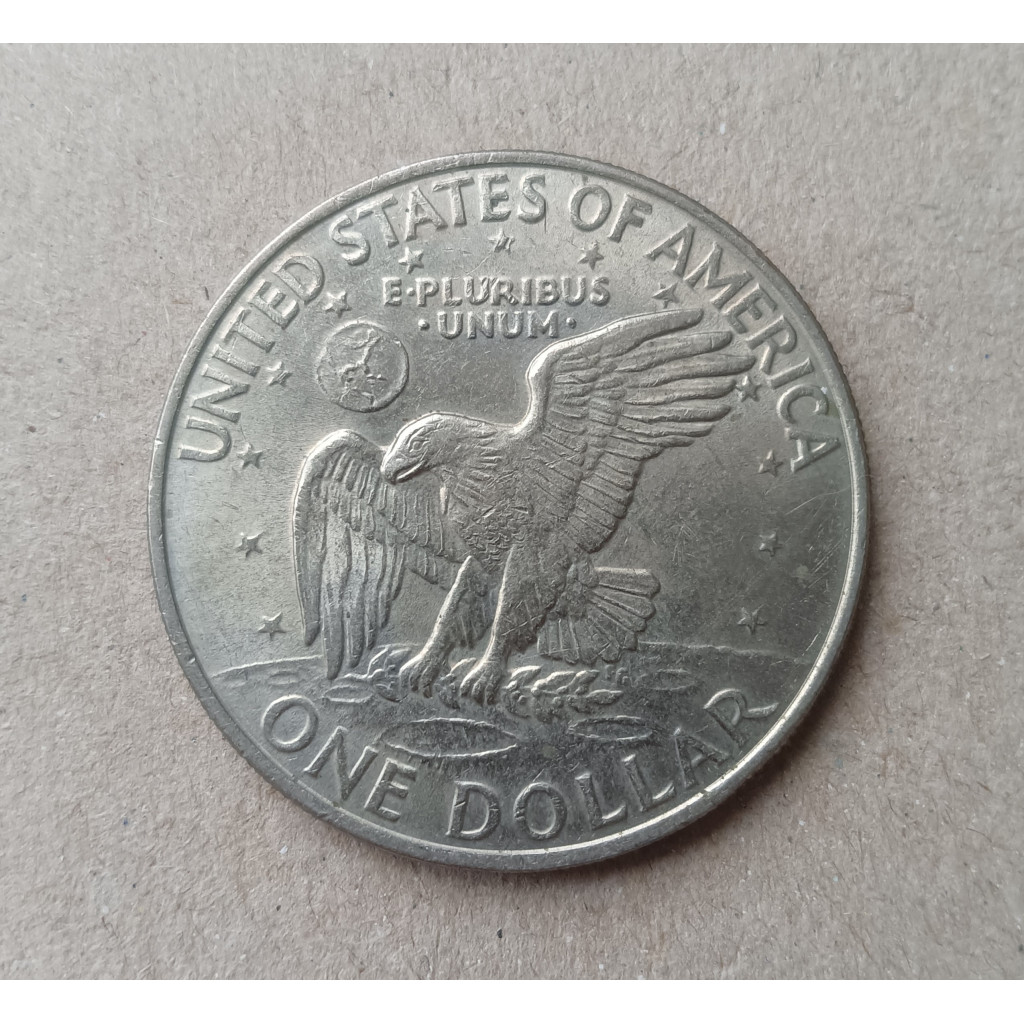 UNITED STATES OF AMERICA
E·PLURIBUS
·UNUM·
ONE DOLLAR